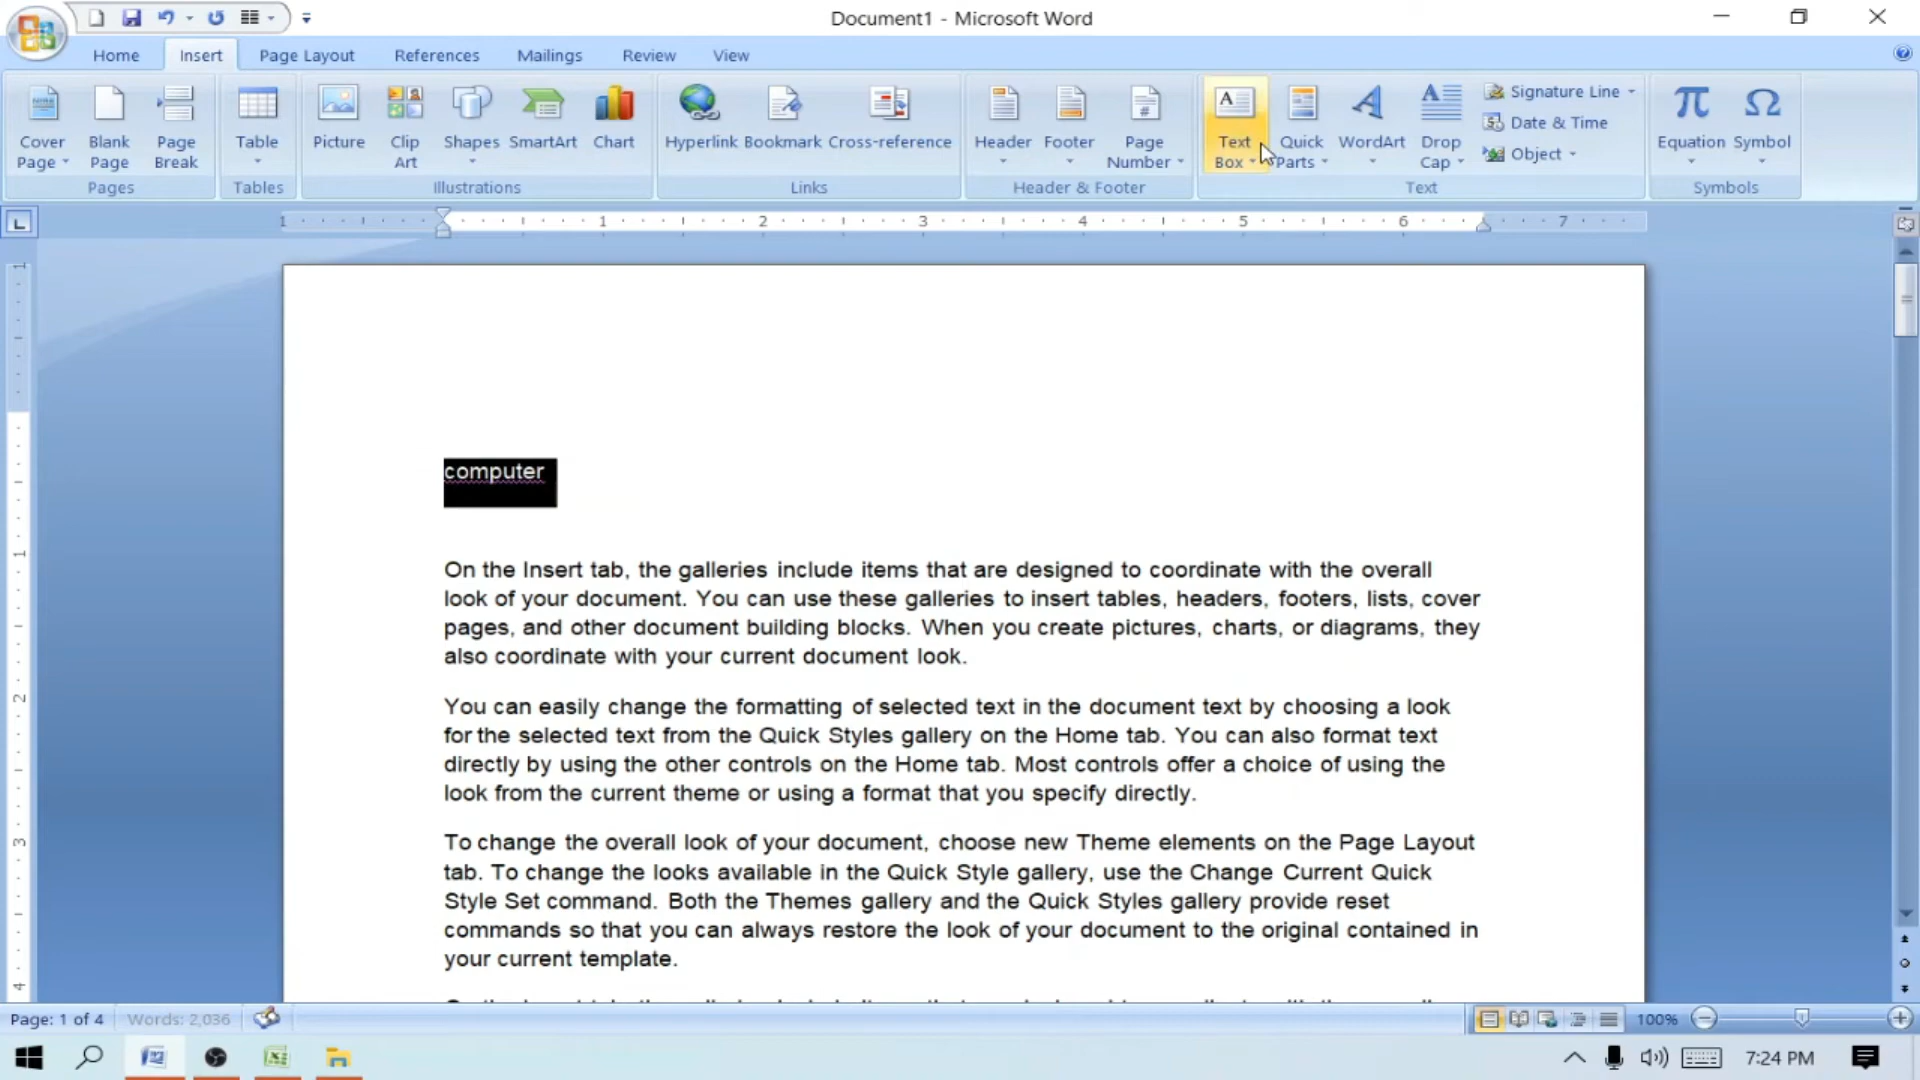 Document1 - Microsoft Word
Home Insert Page Layout References Mailings Review View
Cover Page
Blank Page
Page Break
Table
Picture
Clip Art
Shapes
SmartArt
Chart
Hyperlink
Bookmark
Cross-reference
Header
Footer
Page Number
Text Box
Quick Parts
WordArt
Drop Cap
Signature Line
Date & Time
Object
Equation
Symbol
Pages Tables Illustrations Links Header & Footer Text Symbols
1 1 2 3 4 5 6 7
1
1
2
3
4
computer
On the Insert tab, the galleries include items that are designed to coordinate with the overall
look of your document. You can use these galleries to insert tables, headers, footers, lists, cover
pages, and other document building blocks. When you create pictures, charts, or diagrams, they
also coordinate with your current document look.
You can easily change the formatting of selected text in the document text by choosing a look
for the selected text from the Quick Styles gallery on the Home tab. You can also format text
directly by using the other controls on the Home tab. Most controls offer a choice of using the
look from the current theme or using a format that you specify directly.
To change the overall look of your document, choose new Theme elements on the Page Layout
tab. To change the looks available in the Quick Style gallery, use the Change Current Quick
Style Set command. Both the Themes gallery and the Quick Styles gallery provide reset
commands so that you can always restore the look of your document to the original contained in
your current template.
Page: 1 of 4 Words: 2,036 100%
7:24 PM